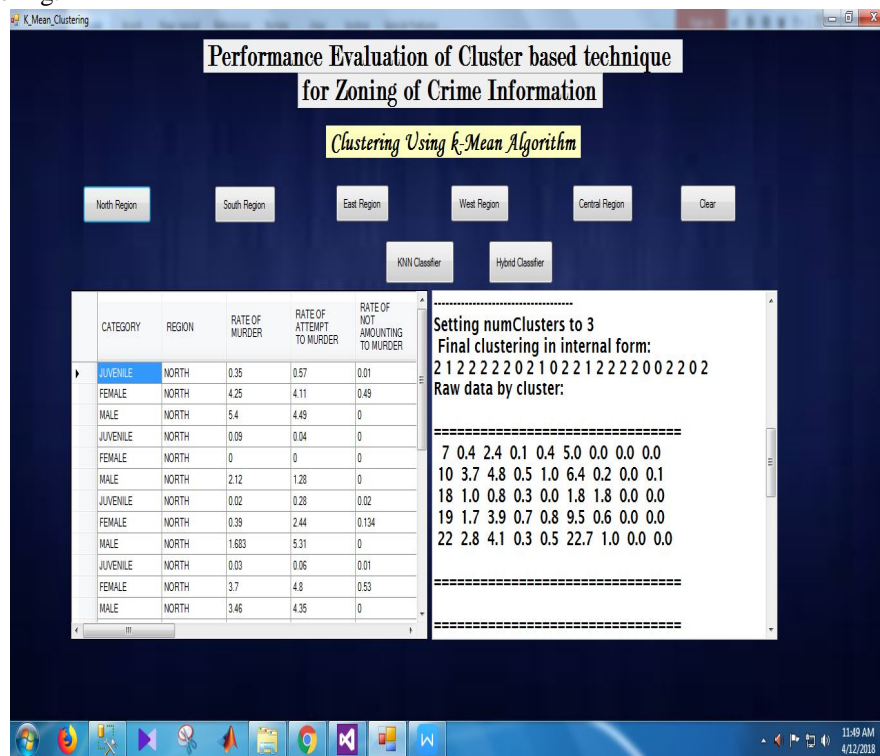 K_Mean_Clustering
Performance Evaluation of Cluster based technique
for Zoning of Crime Information
Clustering Using k-Mean Algorithm
North Region South Region East Region West Region Central Region Clear
KNN Classifier Hybrid Classifier
CATEGORY REGION RATE OF MURDER RATE OF ATTEMPT TO MURDER RATE OF NOT AMOUNTING TO MURDER
JUVENILE NORTH 0.35 0.57 0.01
FEMALE NORTH 4.25 4.11 0.49
MALE NORTH 5.4 4.49 0
JUVENILE NORTH 0.09 0.04 0
FEMALE NORTH 0 0 0
MALE NORTH 2.12 1.28 0
JUVENILE NORTH 0.02 0.28 0.02
FEMALE NORTH 0.39 2.44 0.134
MALE NORTH 1.683 5.31 0
JUVENILE NORTH 0.03 0.06 0.01
FEMALE NORTH 3.7 4.8 0.53
MALE NORTH 3.46 4.35 0
-----------------------------------
Setting numClusters to 3
Final clustering in internal form:
2 1 2 2 2 2 2 0 2 1 0 2 2 1 2 2 2 2 0 0 2 2 0 2
Raw data by cluster:
================================
7 0.4 2.4 0.1 0.4 5.0 0.0 0.0 0.0
10 3.7 4.8 0.5 1.0 6.4 0.2 0.0 0.1
18 1.0 0.8 0.3 0.0 1.8 1.8 0.0 0.0
19 1.7 3.9 0.7 0.8 9.5 0.6 0.0 0.0
22 2.8 4.1 0.3 0.5 22.7 1.0 0.0 0.0
================================
================================
11:49 AM
4/12/2018